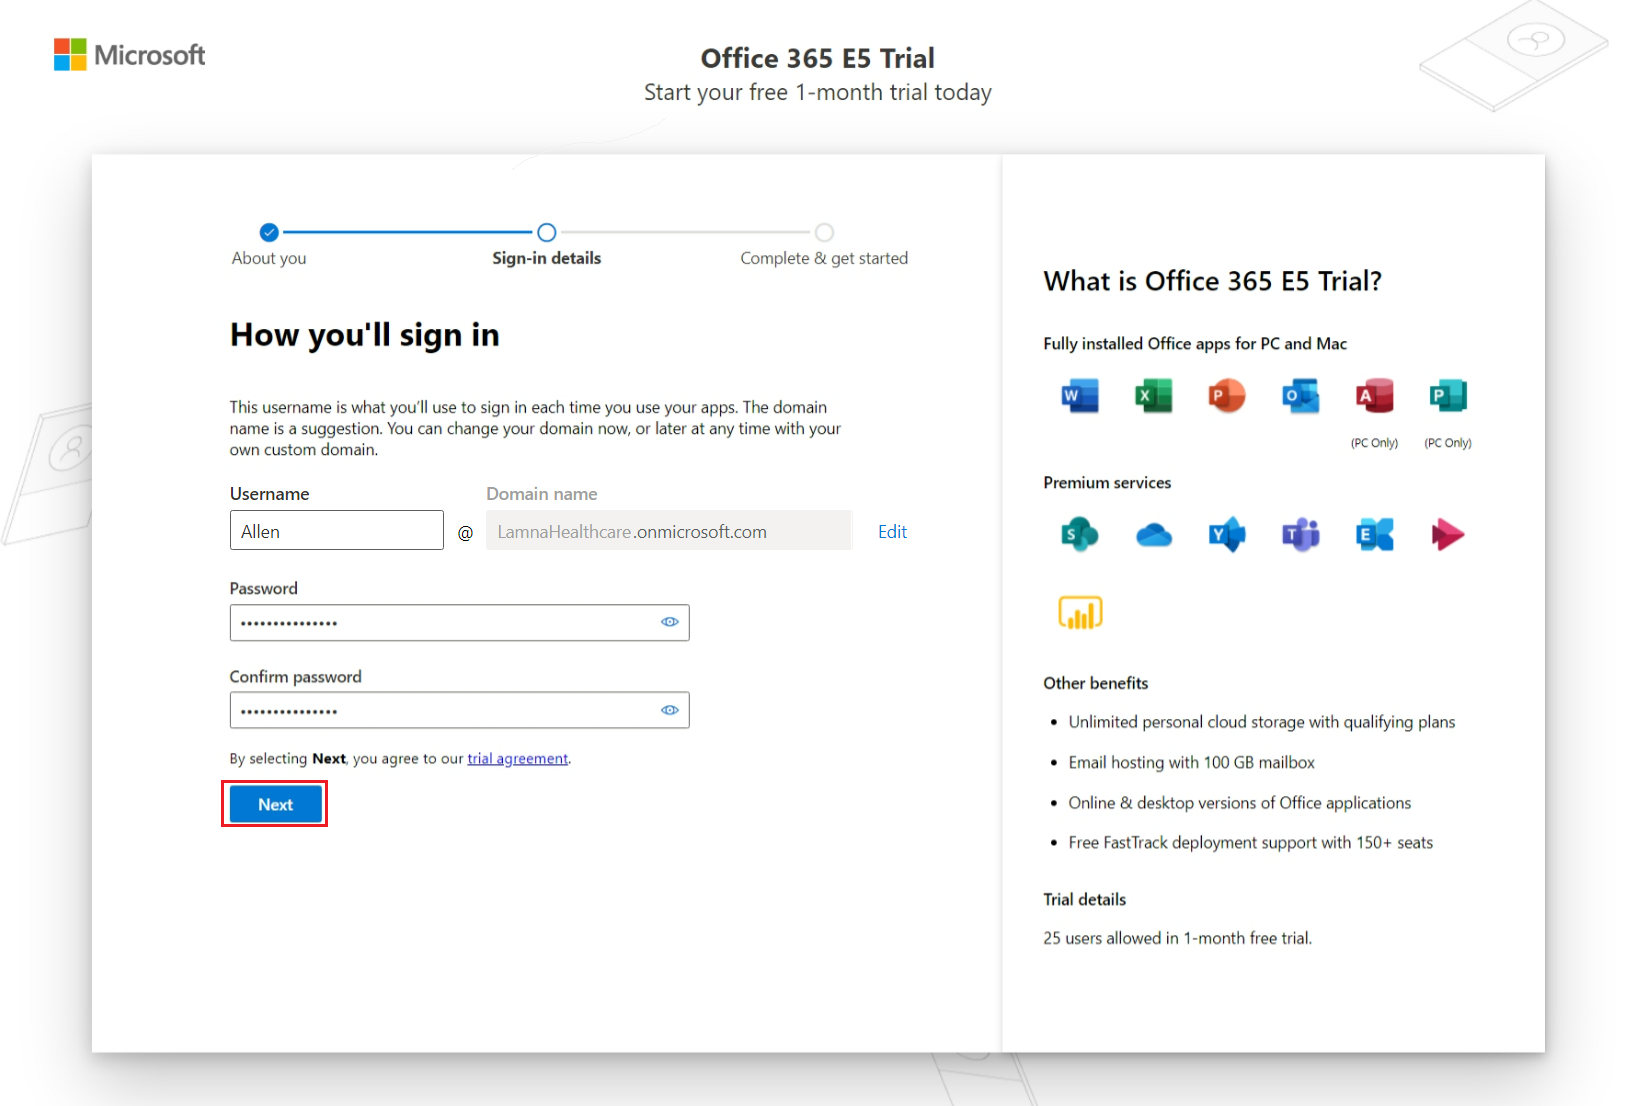 Microsoft
Office 365 E5 Trial
Start your free 1-month trial today
About you
Sign-in details
Complete & get started
How you'll sign in
This username is what you'll use to sign in each time you use your apps. The domain
name is a suggestion. You can change your domain now, or later at any time with your
own custom domain.
Username
Domain name
Allen
@
LamnaHealthcare.onmicrosoft.com
Edit
Password
•••••••••••••••
Confirm password
•••••••••••••••
By selecting Next, you agree to our trial agreement.
Next
What is Office 365 E5 Trial?
Fully installed Office apps for PC and Mac
W
X
P
O
A
P
(PC Only)
(PC Only)
Premium services
S
Y
T
E
Other benefits
• Unlimited personal cloud storage with qualifying plans
• Email hosting with 100 GB mailbox
• Online & desktop versions of Office applications
• Free FastTrack deployment support with 150+ seats
Trial details
25 users allowed in 1-month free trial.